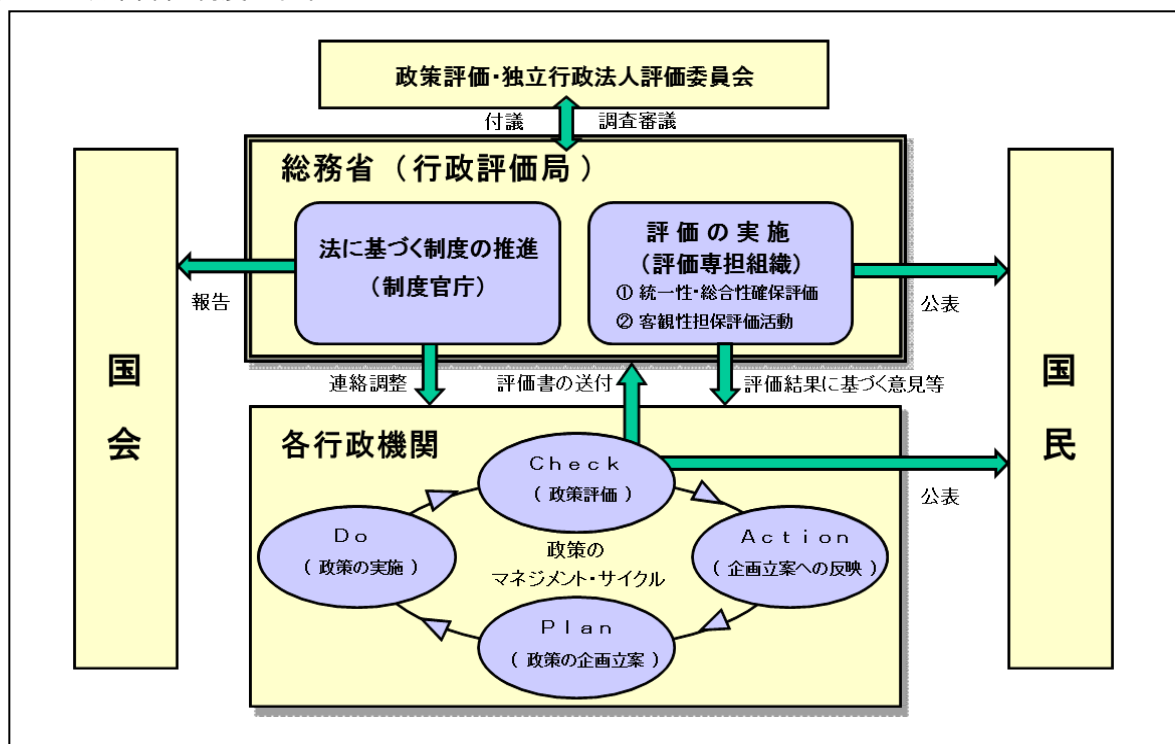 政策評価・独立行政法人評価委員会
付議
調査審議
総務省（行政評価局）
法に基づく制度の推進
（制度官庁）
評価の実施
（評価専担組織）
① 統一性・総合性確保評価
② 客観性担保評価活動
報告
公表
国会
国民
連絡調整
評価書の送付
評価結果に基づく意見等
各行政機関
Ｃｈｅｃｋ
（ 政策評価 ）
公表
Ｄｏ
（ 政策の実施 ）
政策の
マネジメント・サイクル
Ａｃｔｉｏｎ
（ 企画立案への反映 ）
Ｐｌａｎ
（ 政策の企画立案 ）